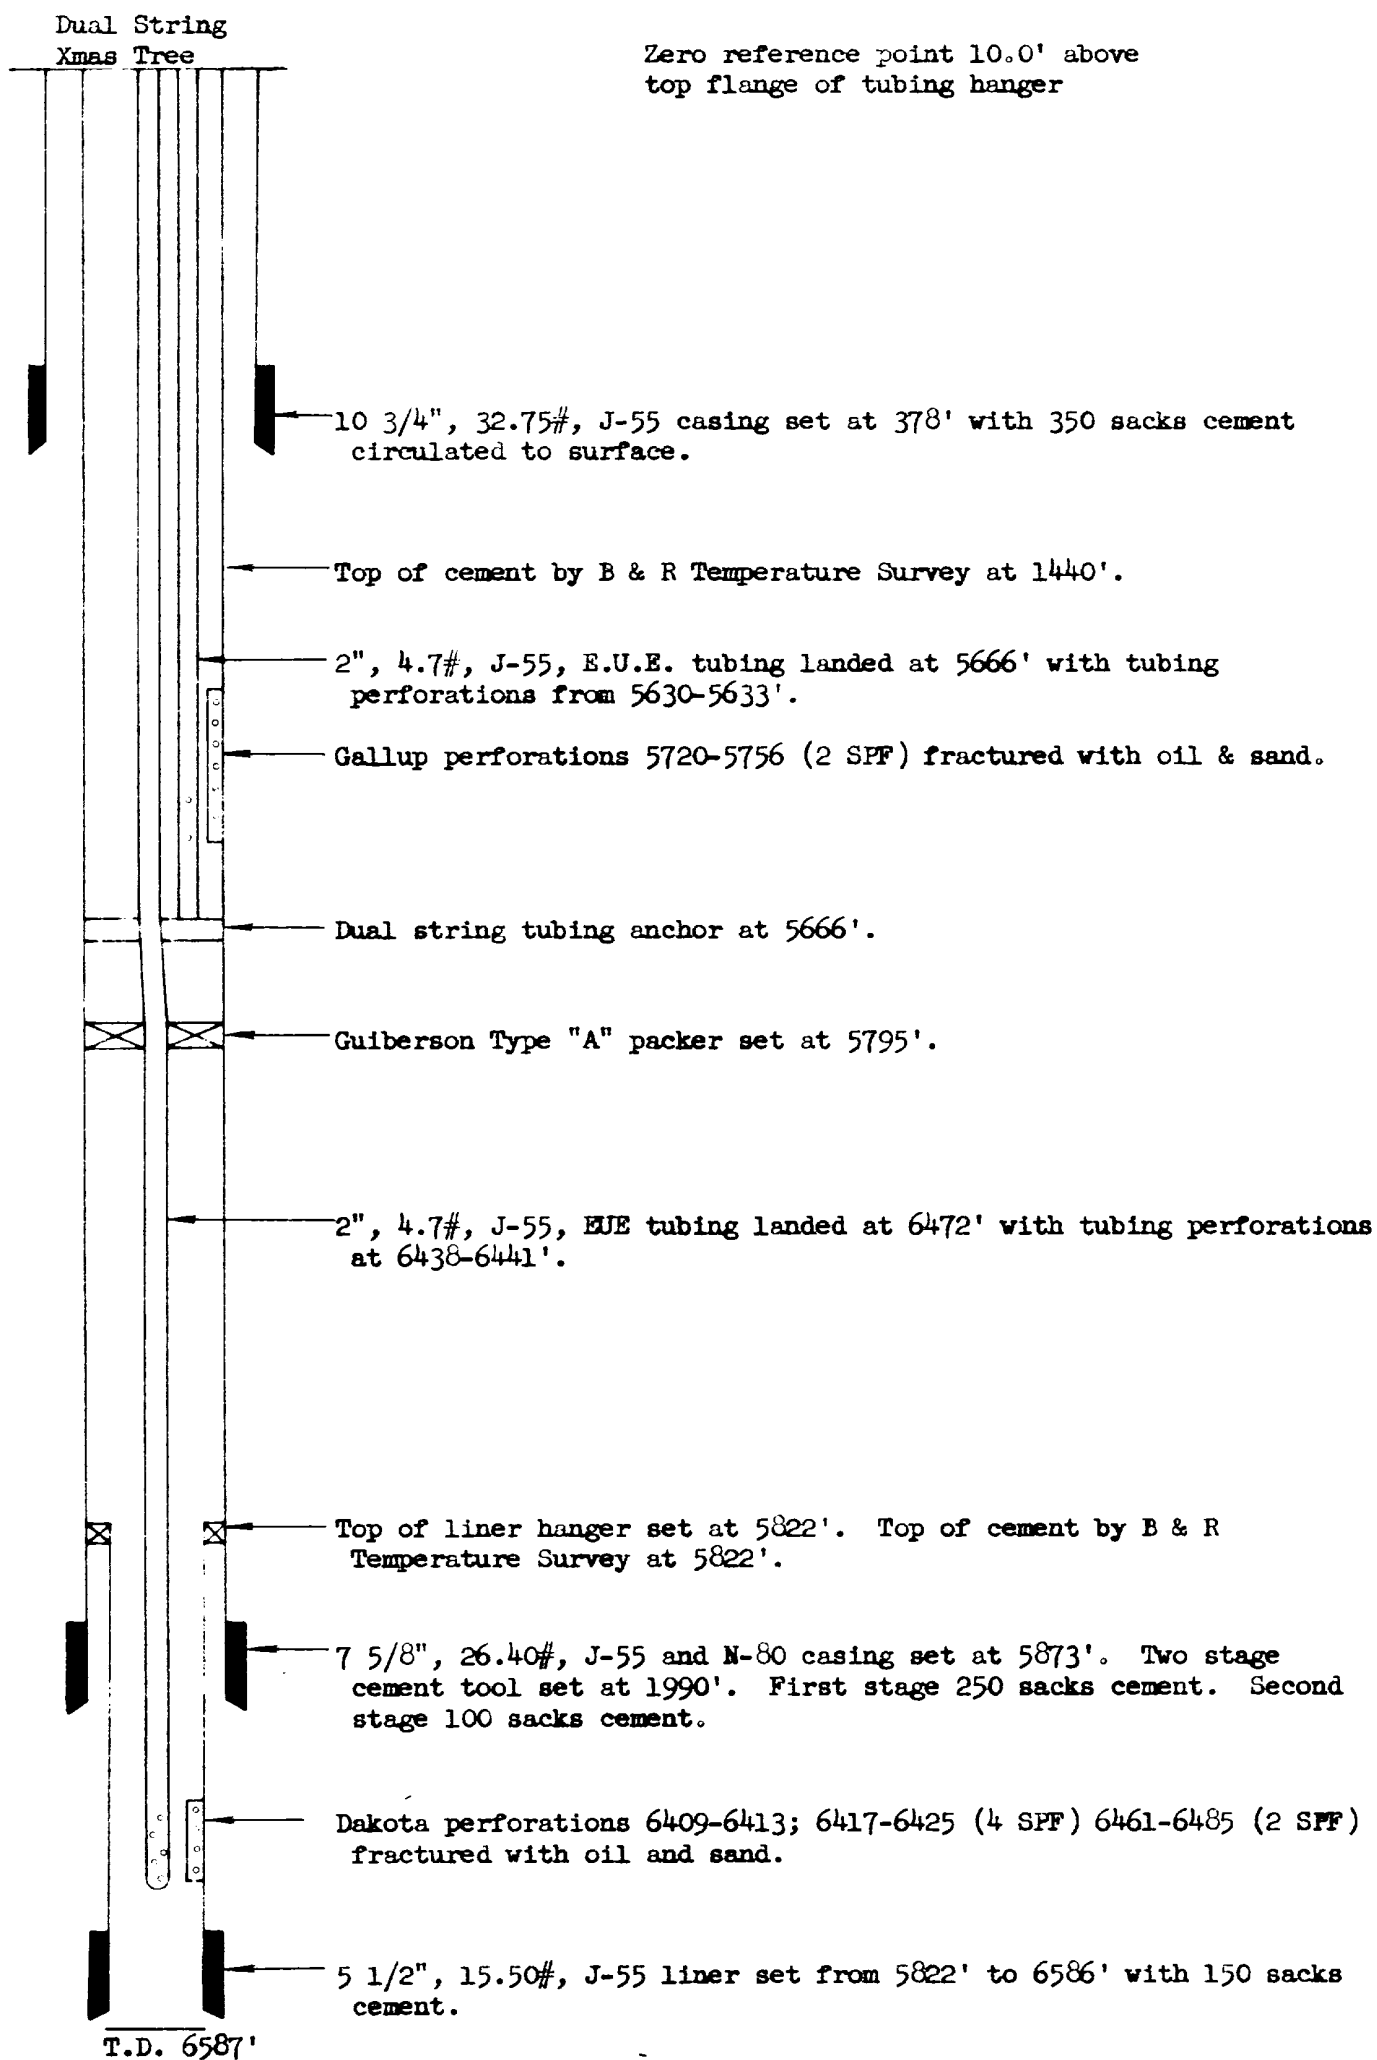 Dual String
Xmas Tree
Zero reference point 10.0' above
top flange of tubing hanger
10 3/4", 32.75#, J-55 casing set at 378' with 350 sacks cement
circulated to surface.
Top of cement by B & R Temperature Survey at 1440'.
2", 4.7#, J-55, E.U.E. tubing landed at 5666' with tubing
perforations from 5630-5633'.
Gallup perforations 5720-5756 (2 SPF) fractured with oil & sand.
Dual string tubing anchor at 5666'.
Guiberson Type "A" packer set at 5795'.
2", 4.7#, J-55, EUE tubing landed at 6472' with tubing perforations
at 6438-6441'.
Top of liner hanger set at 5822'. Top of cement by B & R
Temperature Survey at 5822'.
7 5/8", 26.40#, J-55 and N-80 casing set at 5873'. Two stage
cement tool set at 1990'. First stage 250 sacks cement. Second
stage 100 sacks cement.
Dakota perforations 6409-6413; 6417-6425 (4 SPF) 6461-6485 (2 SPF)
fractured with oil and sand.
5 1/2", 15.50#, J-55 liner set from 5822' to 6586' with 150 sacks
cement.
T.D. 6587'